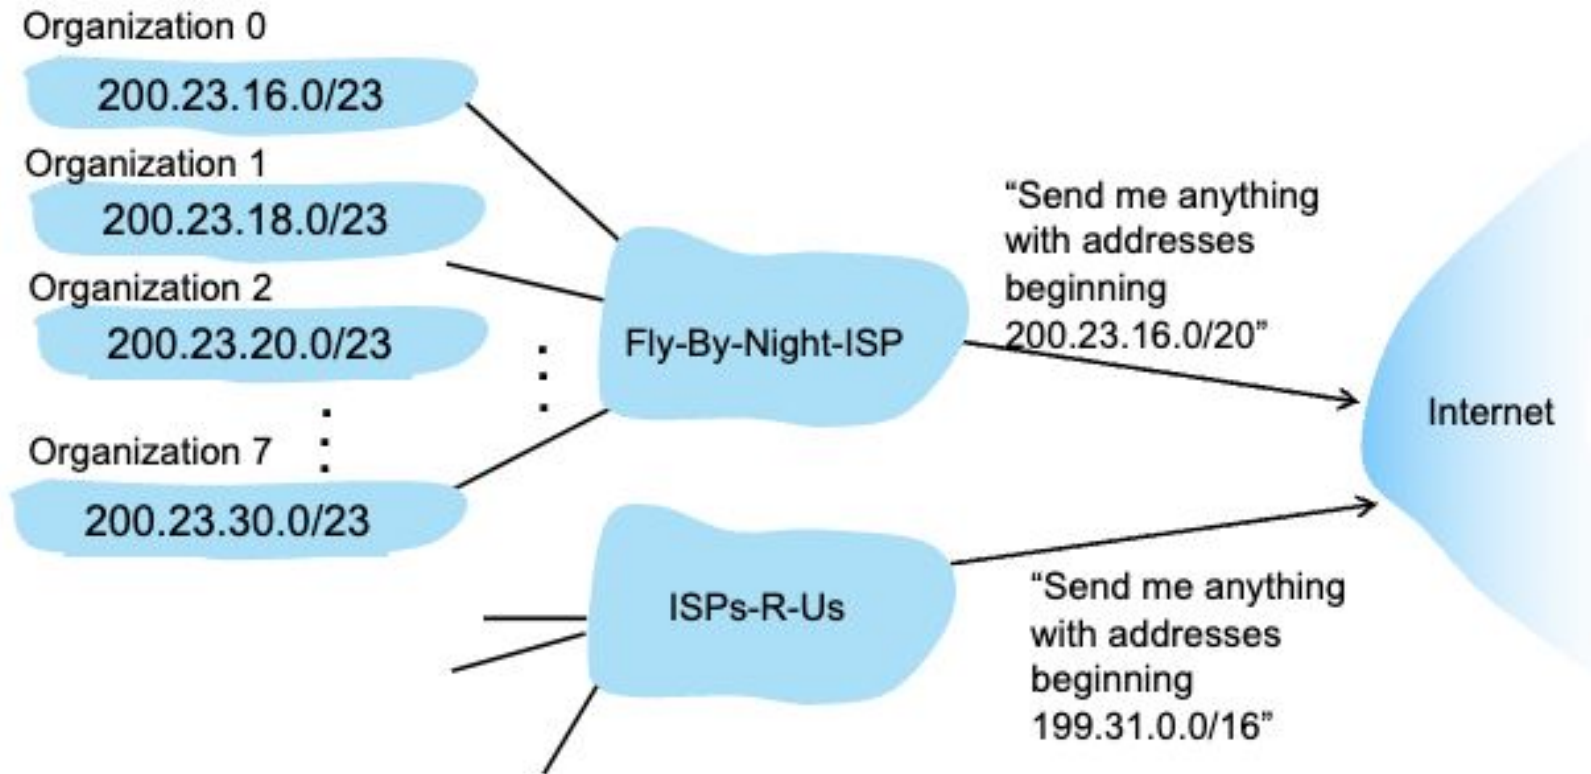 Organization 0
200.23.16.0/23
Organization 1
200.23.18.0/23
Organization 2
200.23.20.0/23
Organization 7
200.23.30.0/23
Fly-By-Night-ISP
“Send me anything
with addresses
beginning
200.23.16.0/20”
Internet
ISPs-R-Us
“Send me anything
with addresses
beginning
199.31.0.0/16”